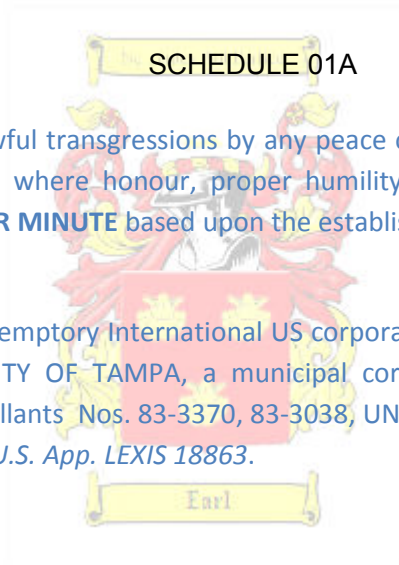 SCHEDULE 01A
wful transgressions by any peace
where honour, proper humility
R MINUTE based upon the establis
emptory International US corpora
ITY OF TAMPA, a municipal cor
llants Nos. 83-3370, 83-3038, UN
U.S. App. LEXIS 18863.
Earl